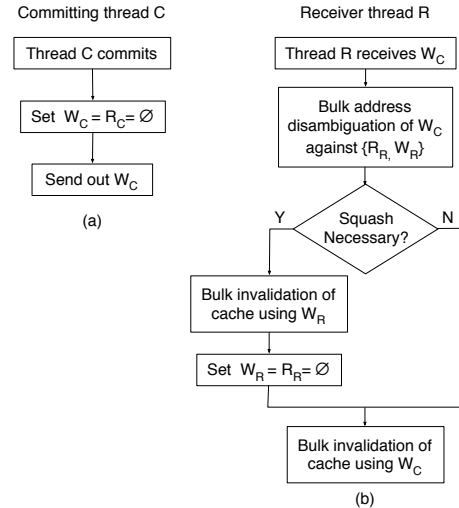 Committing thread C
Thread C commits
Set W_C = R_C = ∅
Send out W_C
(a)
Receiver thread R
Thread R receives W_C
Bulk address
disambiguation of W_C
against {R_R, W_R}
Squash
Necessary?
Y
N
Bulk invalidation of
cache using W_R
Set W_R = R_R = ∅
Bulk invalidation of
cache using W_C
(b)